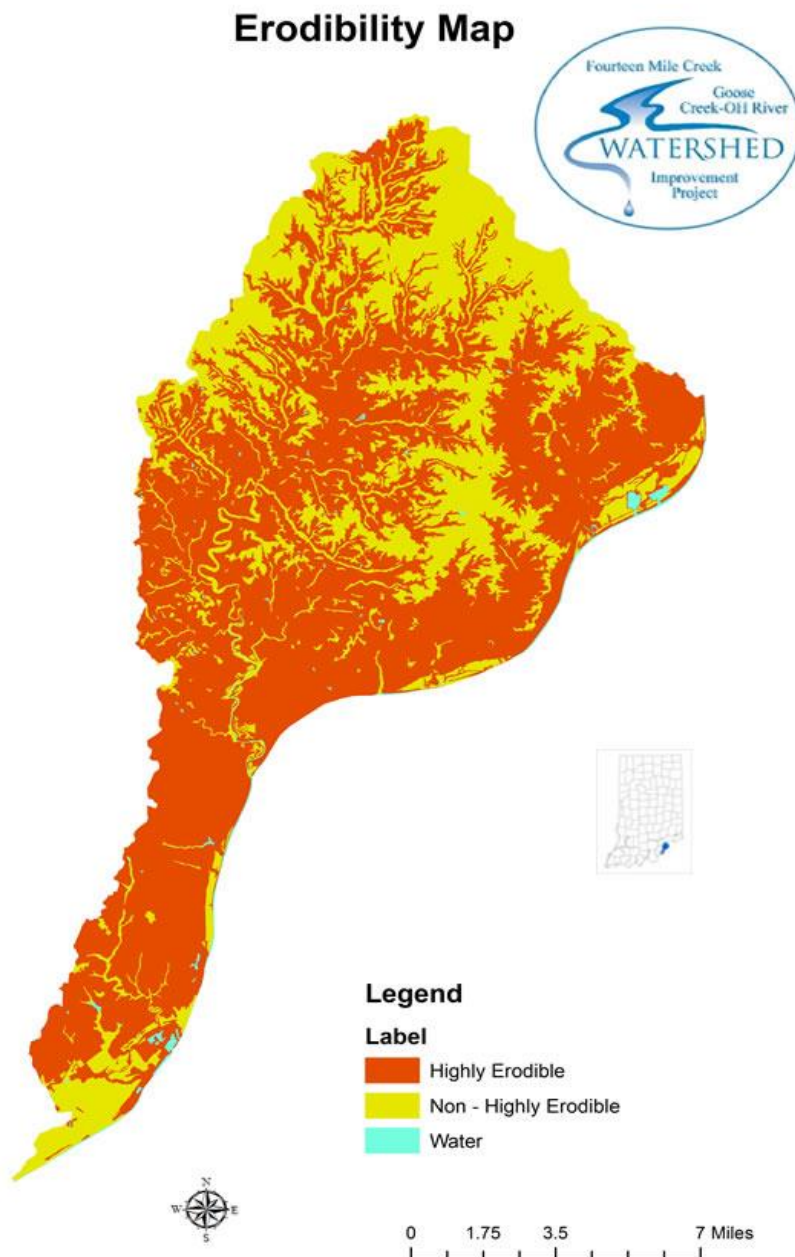 Erodibility Map
Fourteen Mile Creek
Goose
Creek-OH River
WATERSHED
Improvement
Project
Legend
Label
Highly Erodible
Non - Highly Erodible
Water
N
W E
S
0 1.75 3.5 7 Miles